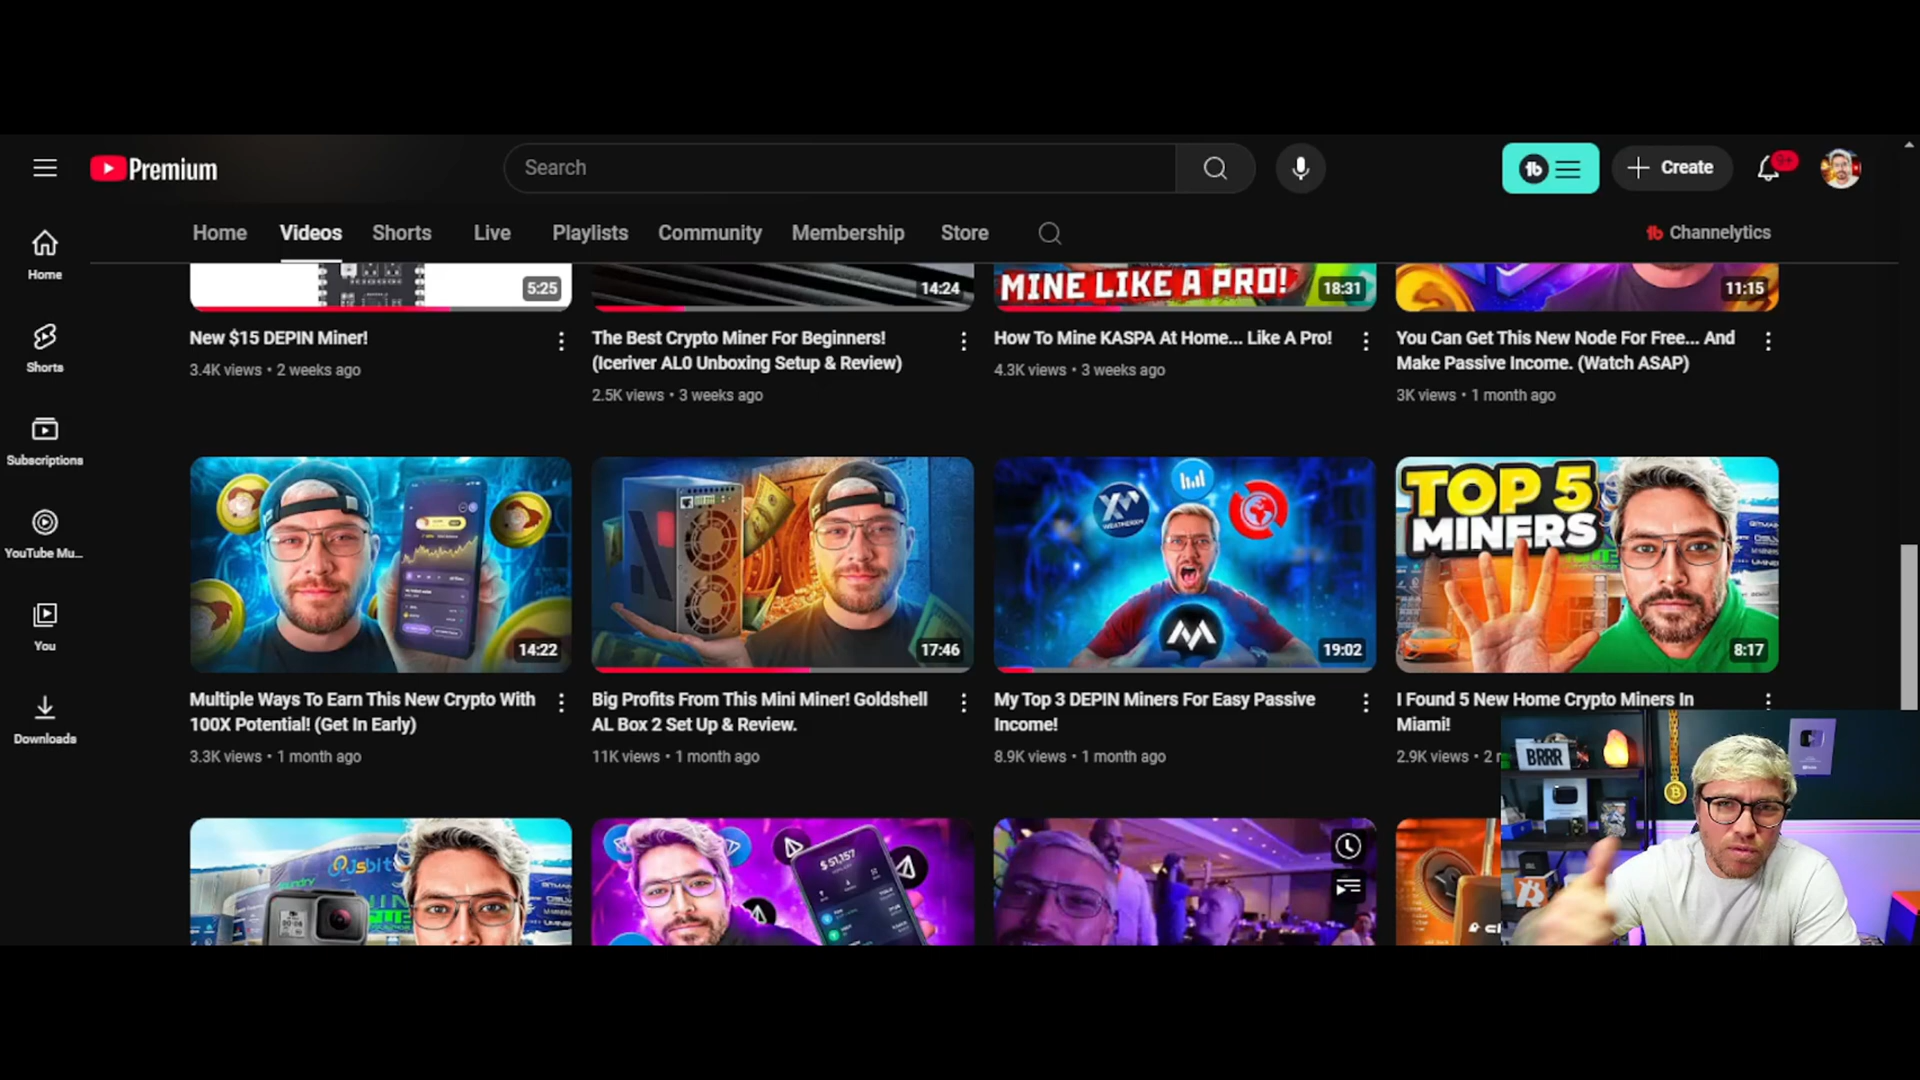 Premium
Search
Create
9+
Home
Videos
Shorts
Live
Playlists
Community
Membership
Store
Channelytics
Home
Shorts
Subscriptions
YouTube Mu...
You
Downloads
5:25
14:24
MINE LIKE A PRO!
18:31
11:15
New $15 DEPIN Miner!
3.4K views • 2 weeks ago
The Best Crypto Miner For Beginners!
(Iceriver AL0 Unboxing Setup & Review)
2.5K views • 3 weeks ago
How To Mine KASPA At Home... Like A Pro!
4.3K views • 3 weeks ago
You Can Get This New Node For Free... And
Make Passive Income. (Watch ASAP)
3K views • 1 month ago
14:22
17:46
WEATHERXM
19:02
TOP 5
MINERS
8:17
Multiple Ways To Earn This New Crypto With
100X Potential! (Get In Early)
3.3K views • 1 month ago
Big Profits From This Mini Miner! Goldshell
AL Box 2 Set Up & Review.
11K views • 1 month ago
My Top 3 DEPIN Miners For Easy Passive
Income!
8.9K views • 1 month ago
I Found 5 New Home Crypto Miners In
Miami!
2.9K views • 2
BRRR
$51,157